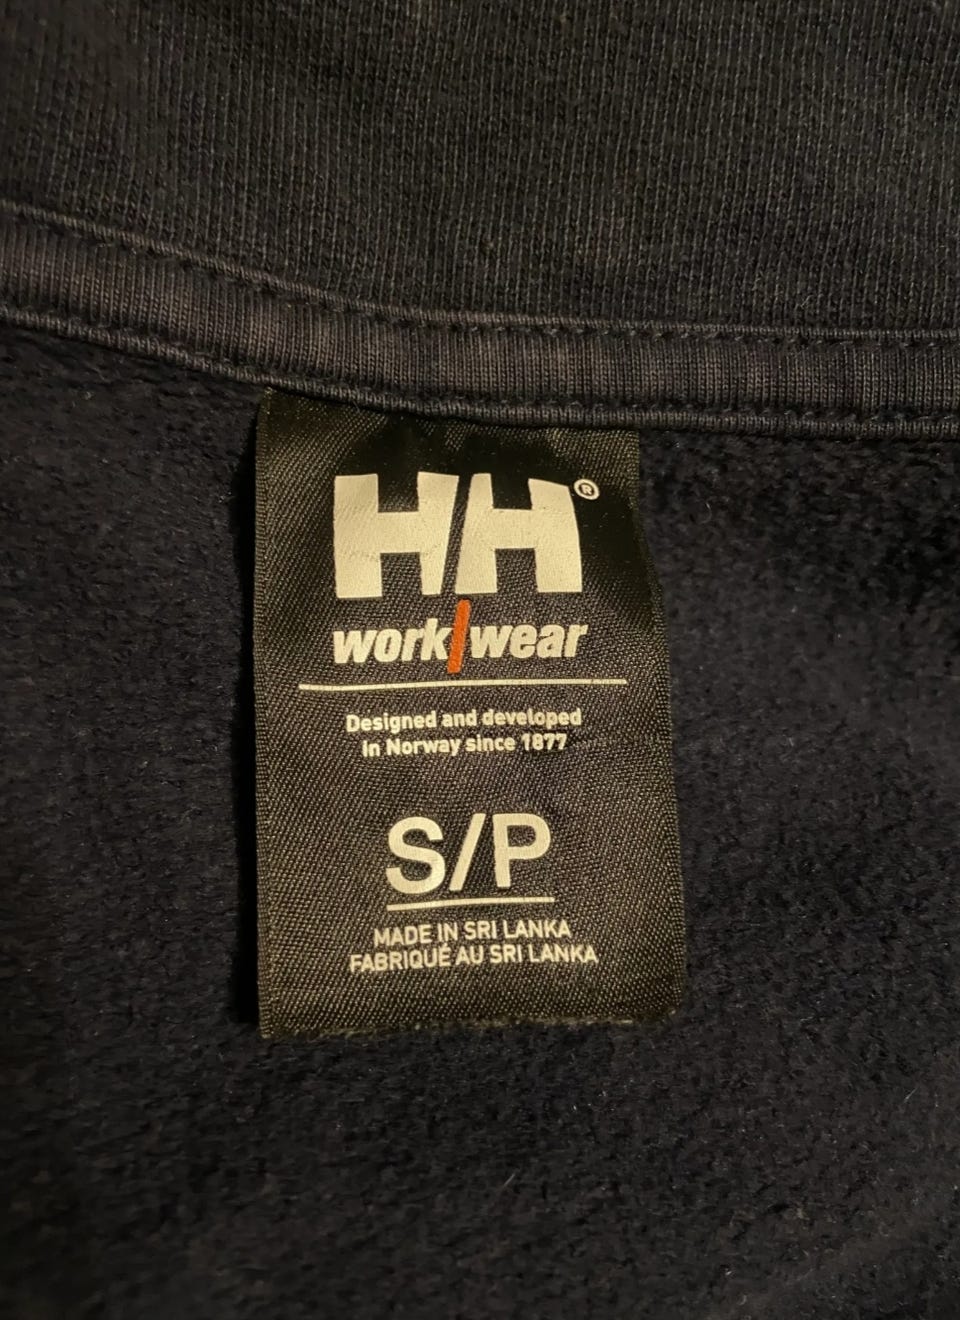 HH®
work/wear
Designed and developed
in Norway since 1877
S/P
MADE IN SRI LANKA
FABRIQUÉ AU SRI LANKA